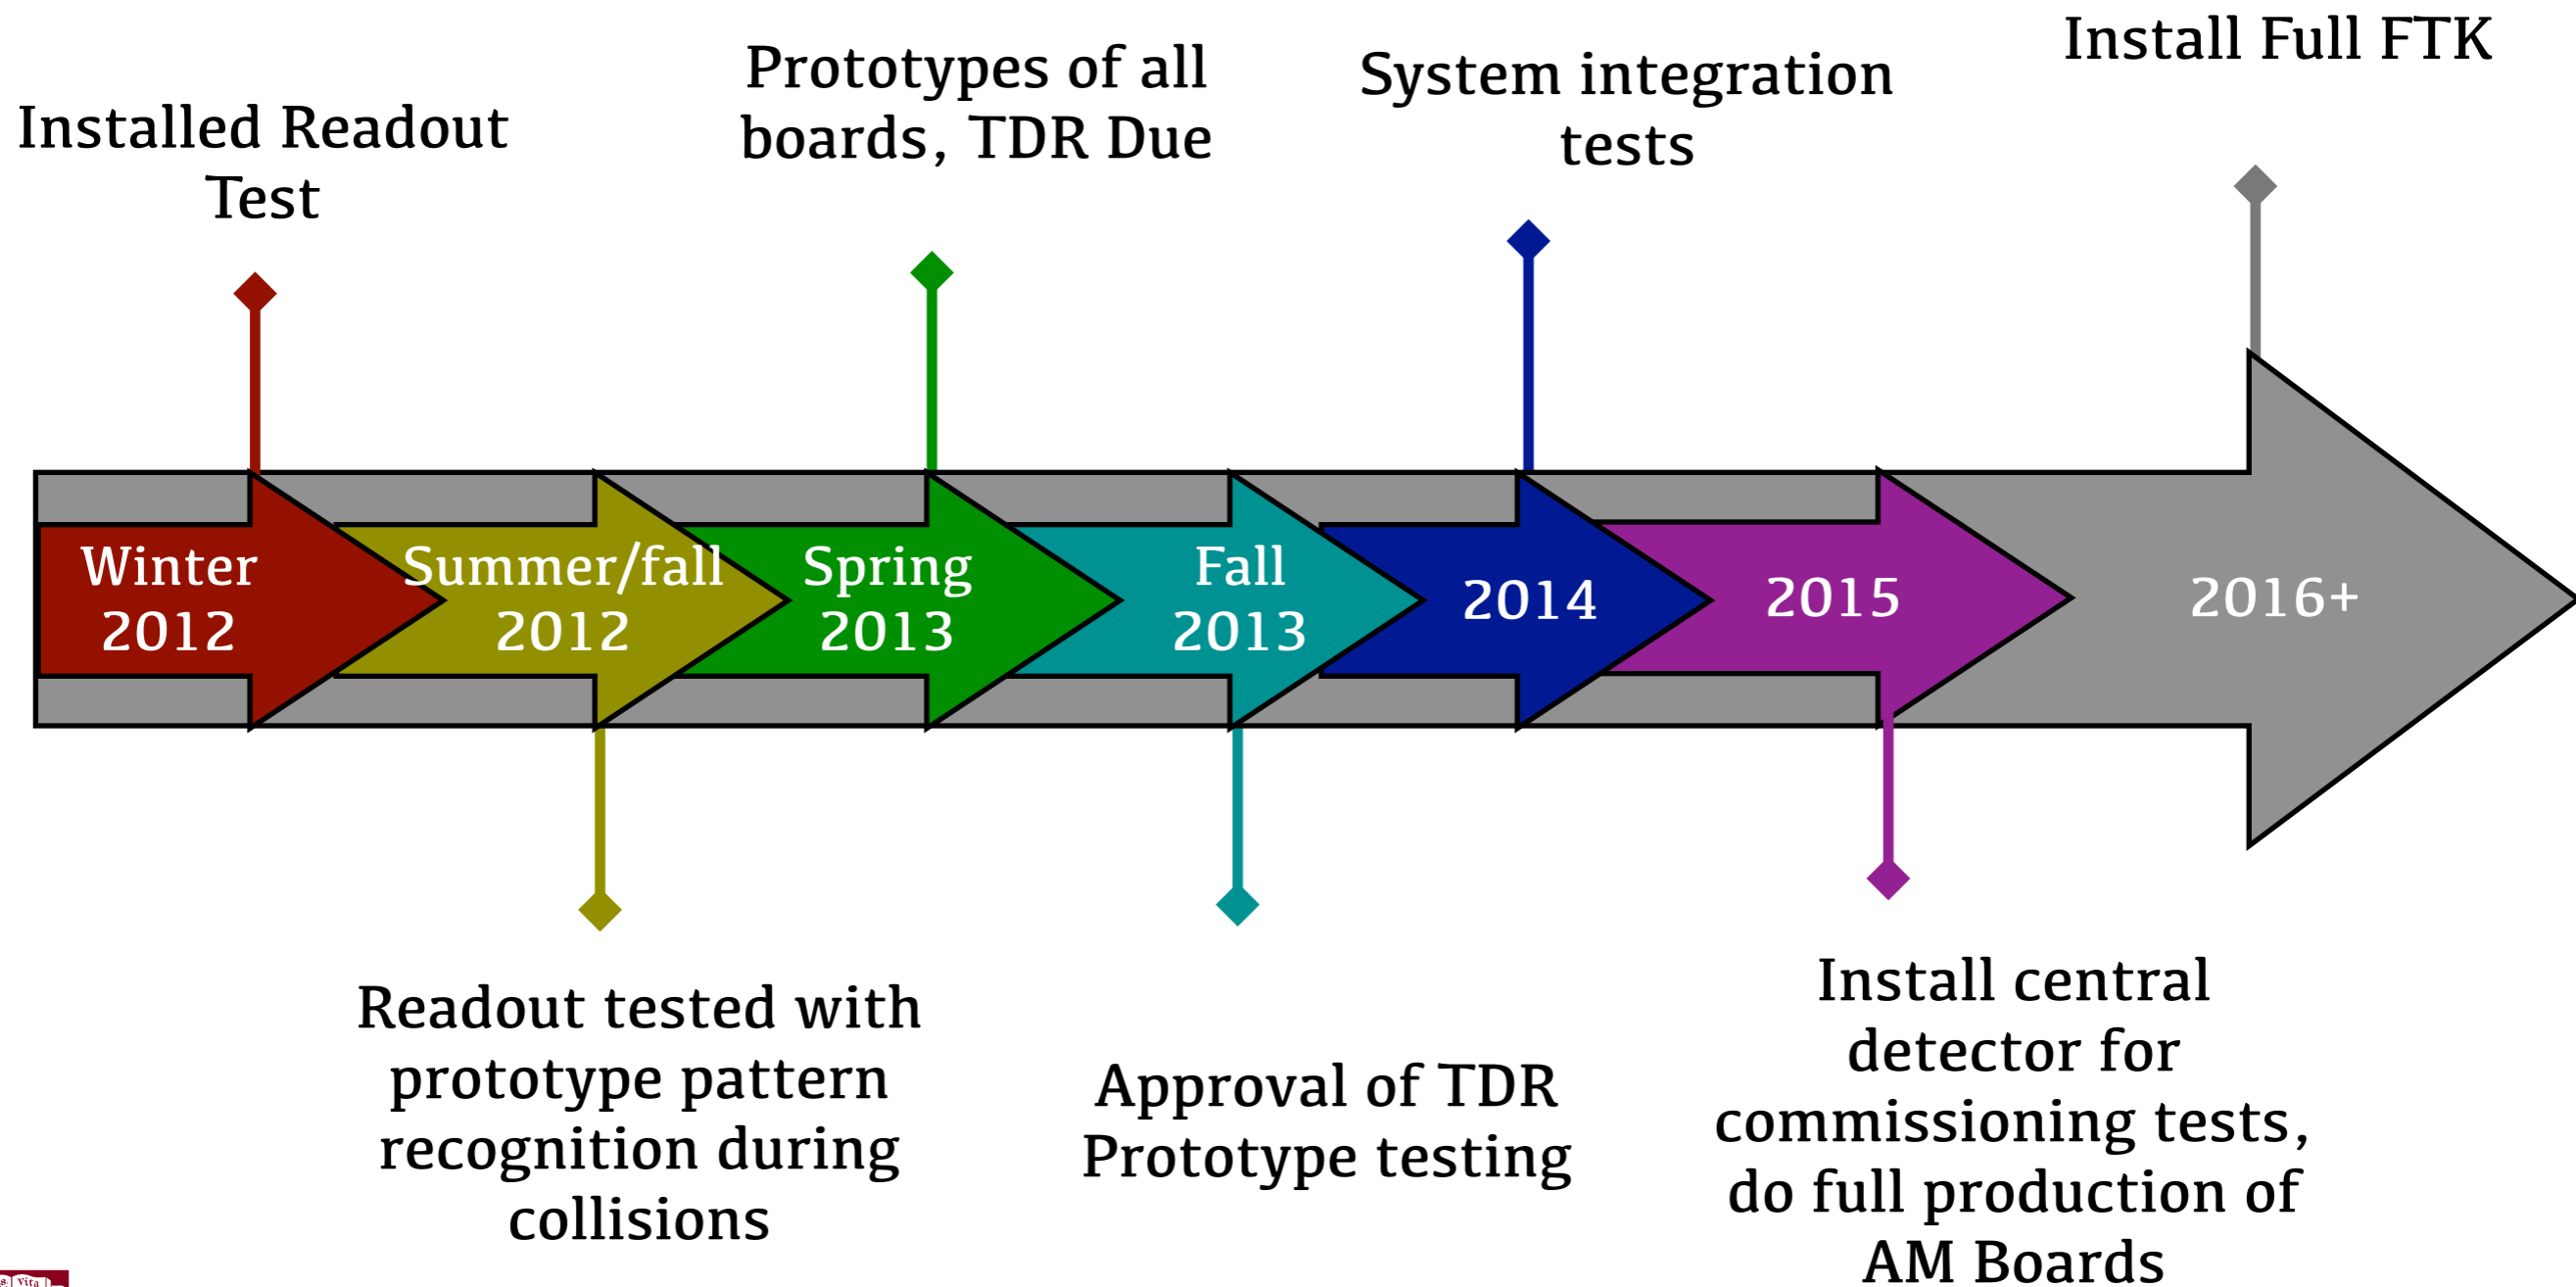 Install Full FTK
Prototypes of all
boards, TDR Due
System integration
tests
Installed Readout
Test
Winter
2012
Summer/fall
2012
Spring
2013
Fall
2013
2014
2015
2016+
Readout tested with
prototype pattern
recognition during
collisions
Approval of TDR
Prototype testing
Install central
detector for
commissioning tests,
do full production of
AM Boards
Vita